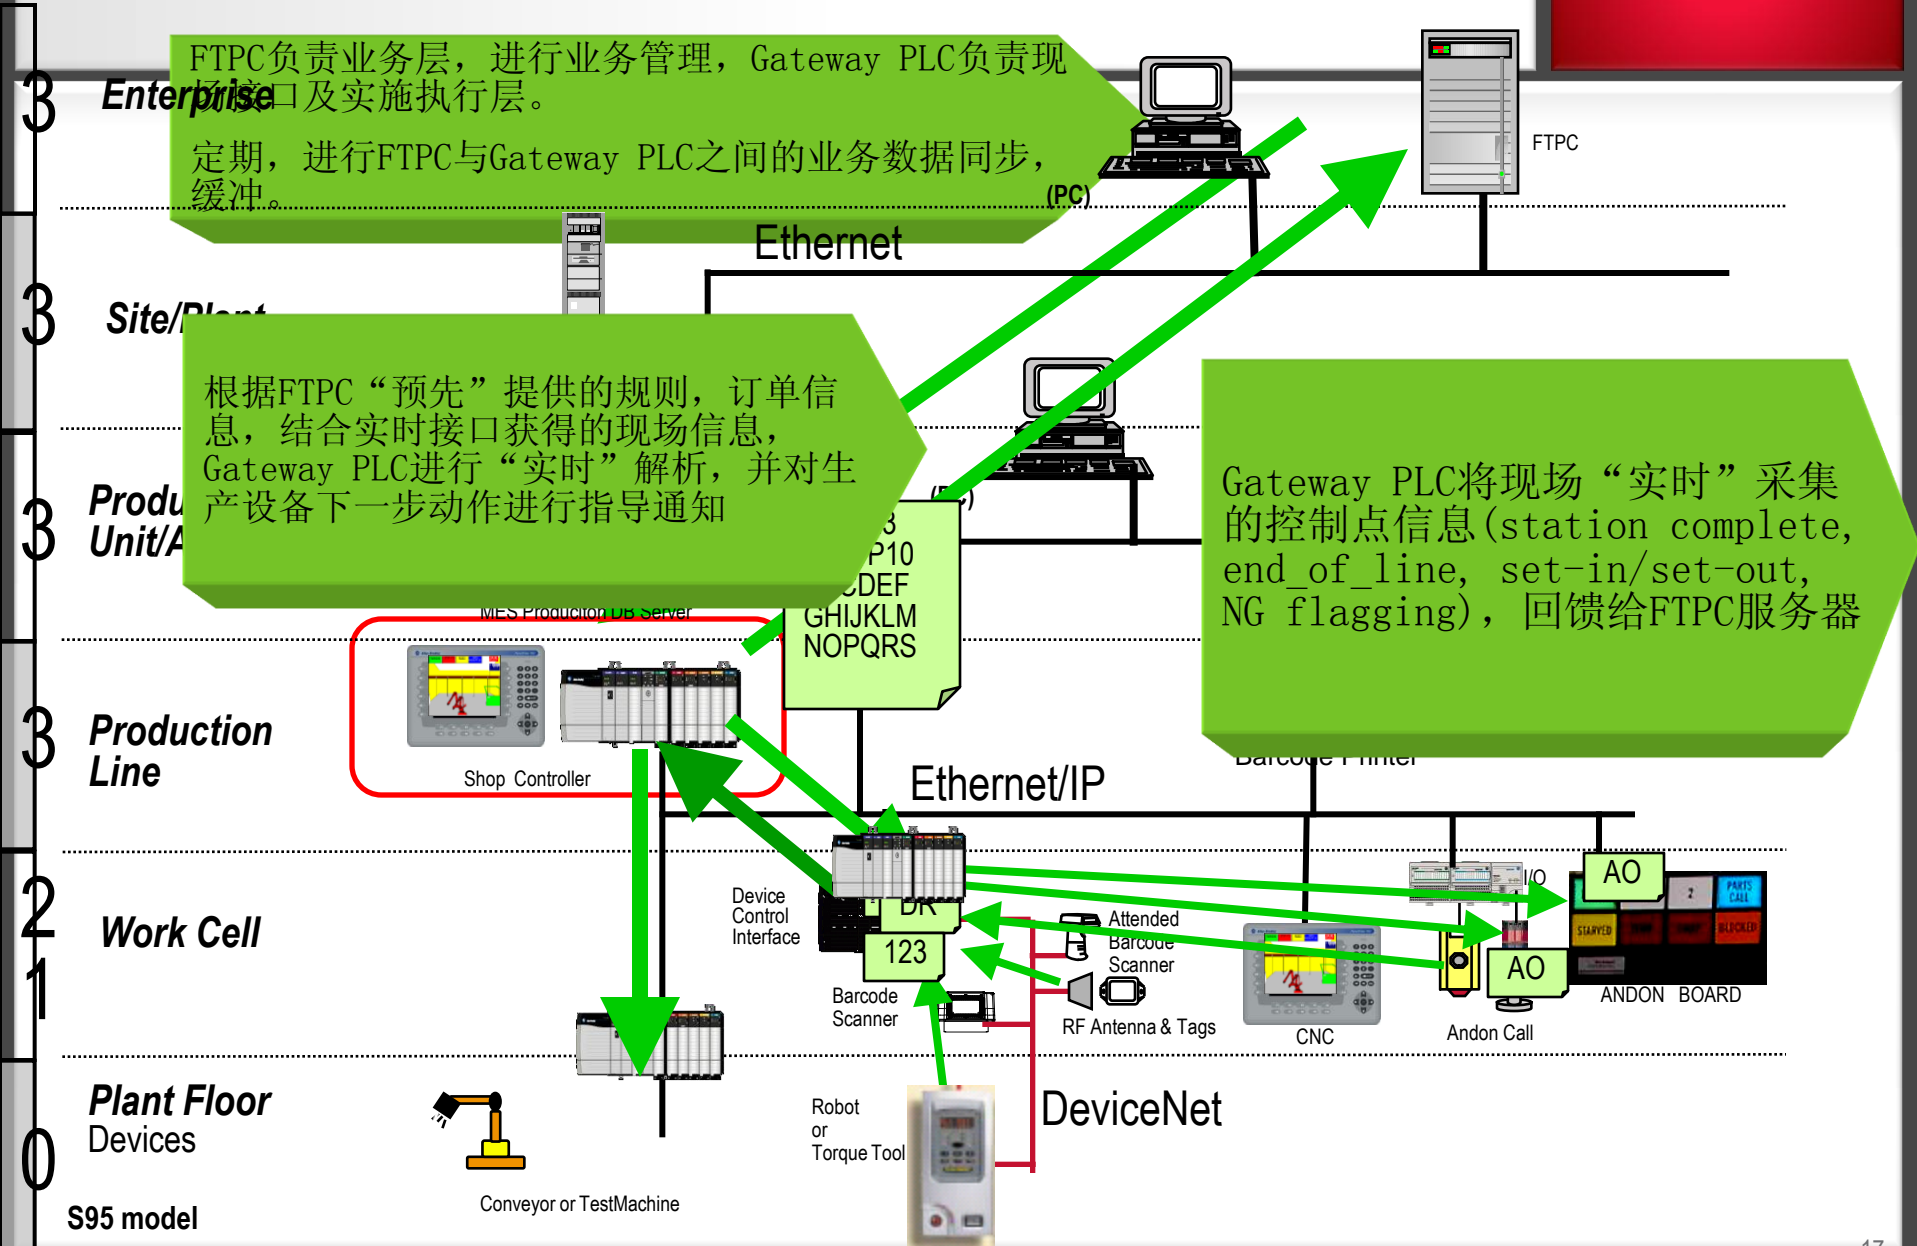 3
Enterprise
FTPC负责业务层，进行业务管理，Gateway PLC负责现
场接口及实施执行层。
定期，进行FTPC与Gateway PLC之间的业务数据同步，
缓冲。
(PC)
FTPC
Ethernet
3
Site/Plant
根据FTPC“预先”提供的规则，订单信
息，结合实时接口获得的现场信息，
Gateway PLC进行“实时”解析，并对生
产设备下一步动作进行指导通知
Gateway PLC将现场“实时”采集
的控制点信息(station complete,
end_of_line, set-in/set-out,
NG flagging)，回馈给FTPC服务器
3
3
P10
CDEF
GHIJKLM
NOPQRS
MES Produciton DB Server
3
Production
Line
Shop Controller
Ethernet/IP
Barcode Printer
2
1
Work Cell
Device
Control
Interface
DR
123
Barcode
Scanner
Attended
Barcode
Scanner
RF Antenna & Tags
CNC
I/O
AO
AO
Andon Call
2
PARTS
CALL
STARVED
BLOCKED
ANDON BOARD
0
Plant Floor
Devices
Robot
or
Torque Tool
DeviceNet
Conveyor or TestMachine
S95 model